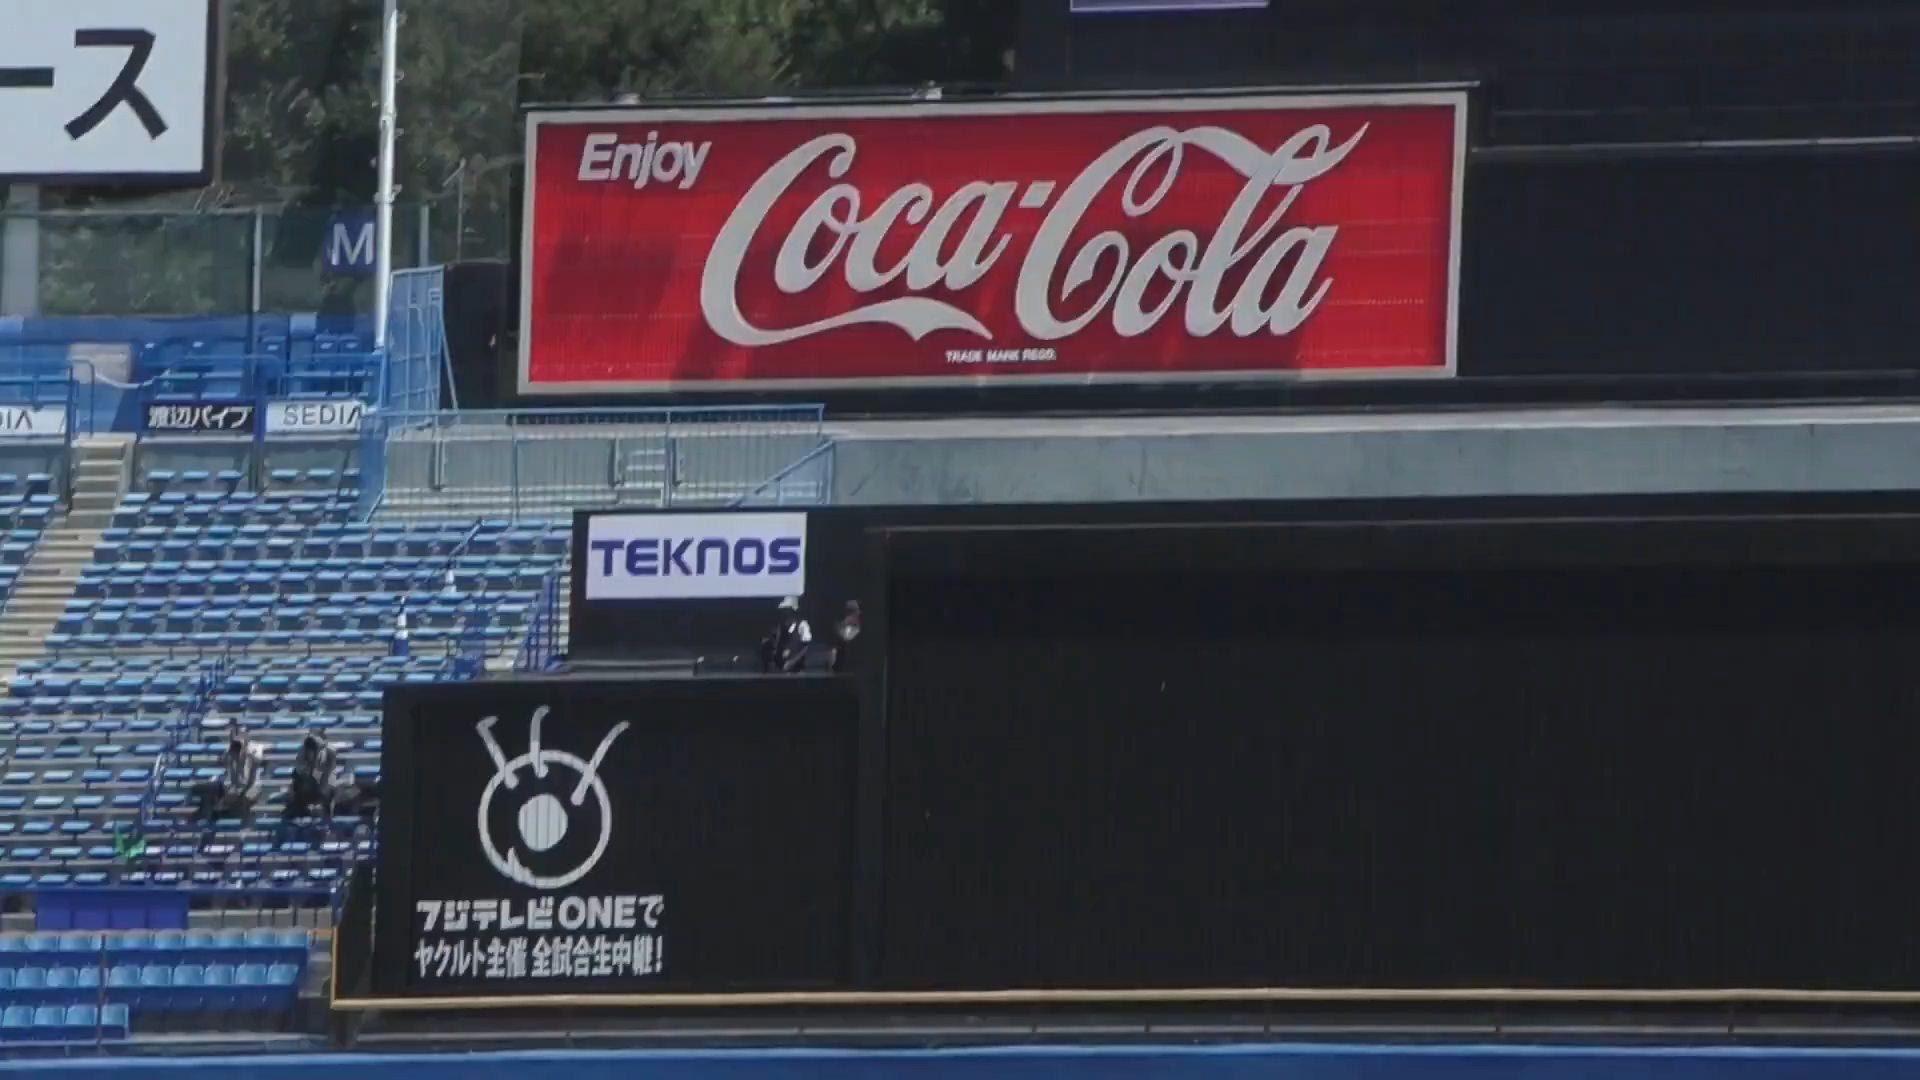 ース
Enjoy
Coca-Cola
TRADE MARK REGD.
M
DIA
渡辺パイプ
SEDIA
TEKNOS
フジテレビONEで
ヤクルト主催 全試合生中継!